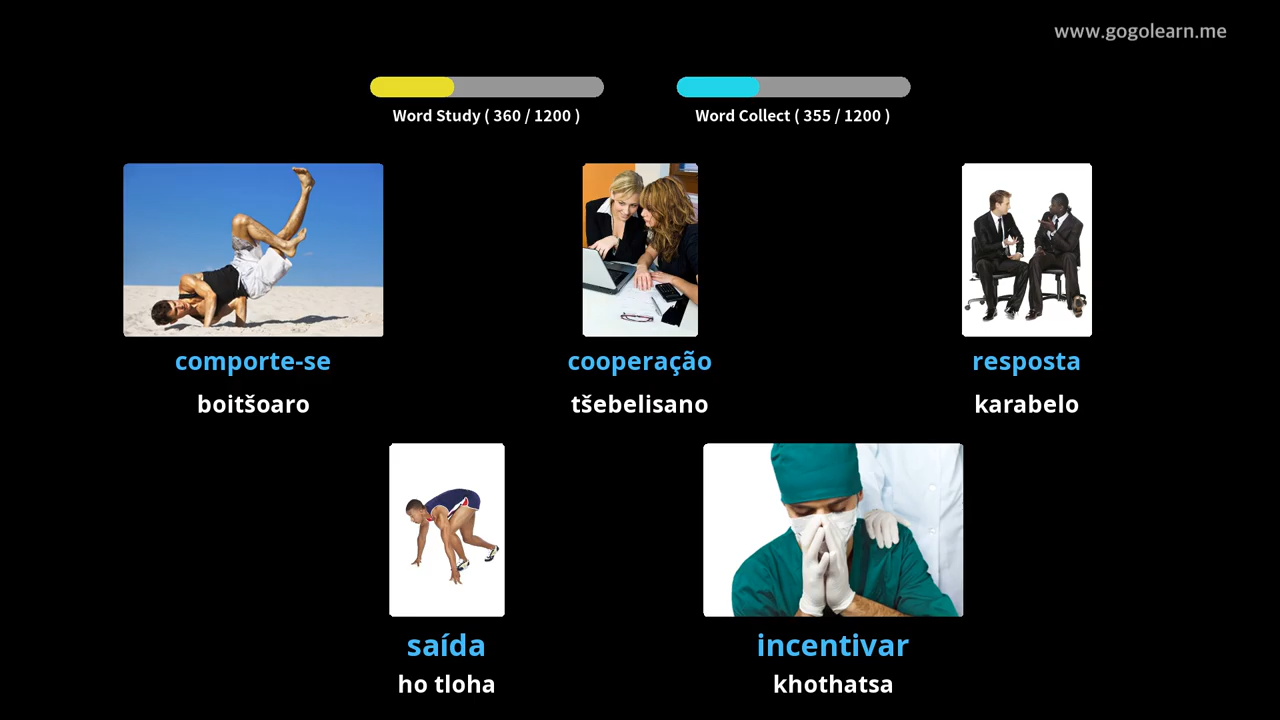 www.gogolearn.me
Word Study ( 360 / 1200 )
Word Collect ( 355 / 1200 )
comporte-se
cooperação
resposta
boitšoaro
tšebelisano
karabelo
saída
incentivar
ho tloha
khothatsa